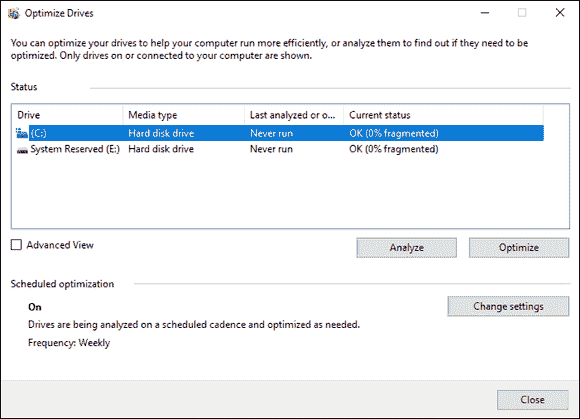 Optimize Drives
You can optimize your drives to help your computer run more efficiently, or analyze them to find out if they need to be
optimized. Only drives on or connected to your computer are shown.
Status
Drive Media type Last analyzed or o... Current status
(C:) Hard disk drive Never run OK (0% fragmented)
System Reserved (E:) Hard disk drive Never run OK (0% fragmented)
Advanced View Analyze Optimize
Scheduled optimization
On Change settings
Drives are being analyzed on a scheduled cadence and optimized as needed.
Frequency: Weekly
Close